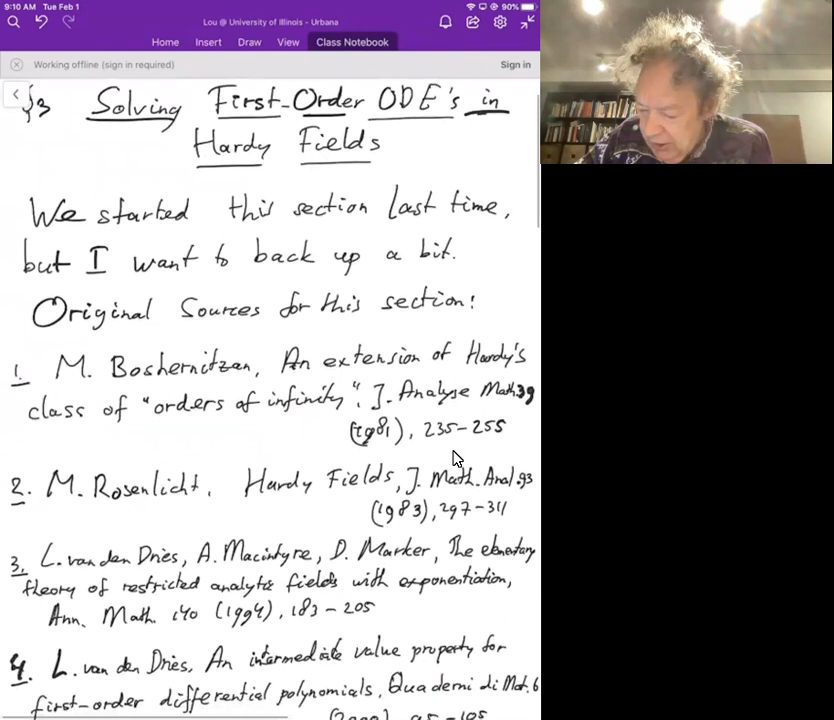 9:10 AM Tue Feb 1
90%
Lou @ University of Illinois - Urbana
Home Insert Draw View Class Notebook
Working offline (sign in required) Sign in
§3 Solving First-Order ODE's in
Hardy Fields
We started this section last time,
but I want to back up a bit.
Original Sources for this section:
1. M. Boshernitzan, An extension of Hardy's
class of "orders of infinity". J. Analyse Math 39
(1981), 235-255
2. M. Rosenlicht, Hardy Fields, J. Math. Anal. 93
(1983), 297-311
3. L. van den Dries, A. Macintyre, D. Marker, The elementary
theory of restricted analytic fields with exponentiation,
Ann. Math. 140 (1994), 183-205
4. L. van den Dries, An intermediate value property for
first-order differential polynomials, Quaderni di Mat. 6
(2000), 95-105